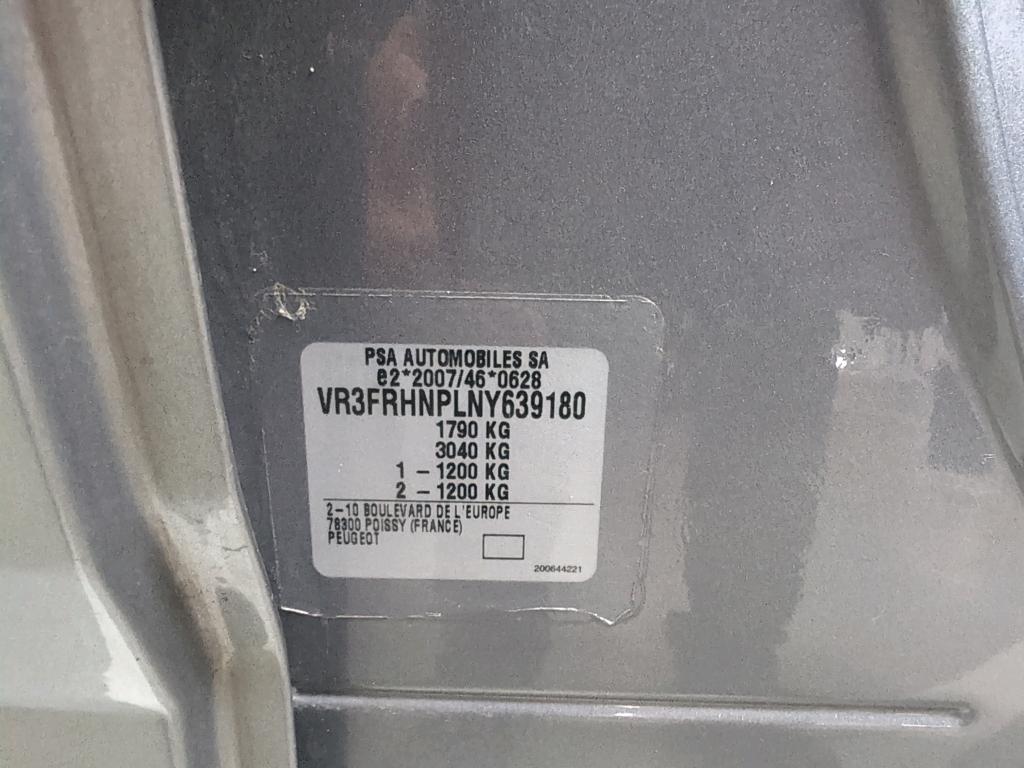 PSA AUTOMOBILES SA
e2*2007/46*0628
VR3FRHNPLNY639180
1790 KG
3040 KG
1 - 1200 KG
2 - 1200 KG
2-10 BOULEVARD DE L'EUROPE
78300 POISSY (FRANCE)
PEUGEOT
200644221